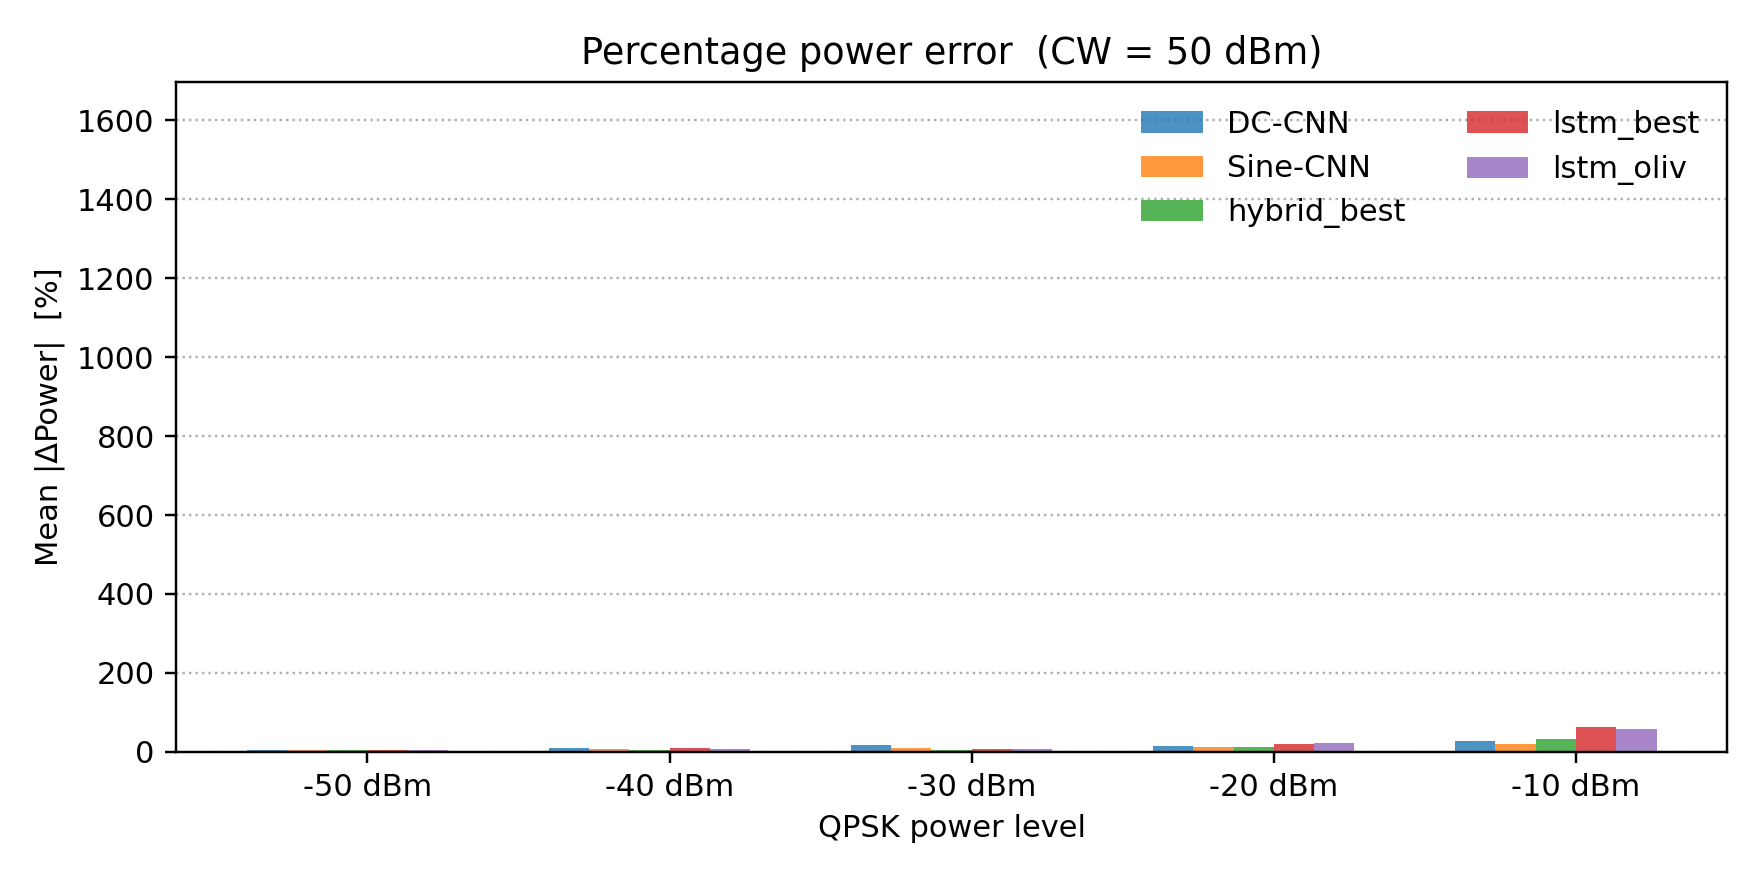 Percentage power error  (CW = 50 dBm)
Mean |ΔPower|  [%]
1600
1400
1200
1000
800
600
400
200
0
DC-CNN
Sine-CNN
hybrid_best
lstm_best
lstm_oliv
-50 dBm
-40 dBm
-30 dBm
-20 dBm
-10 dBm
QPSK power level